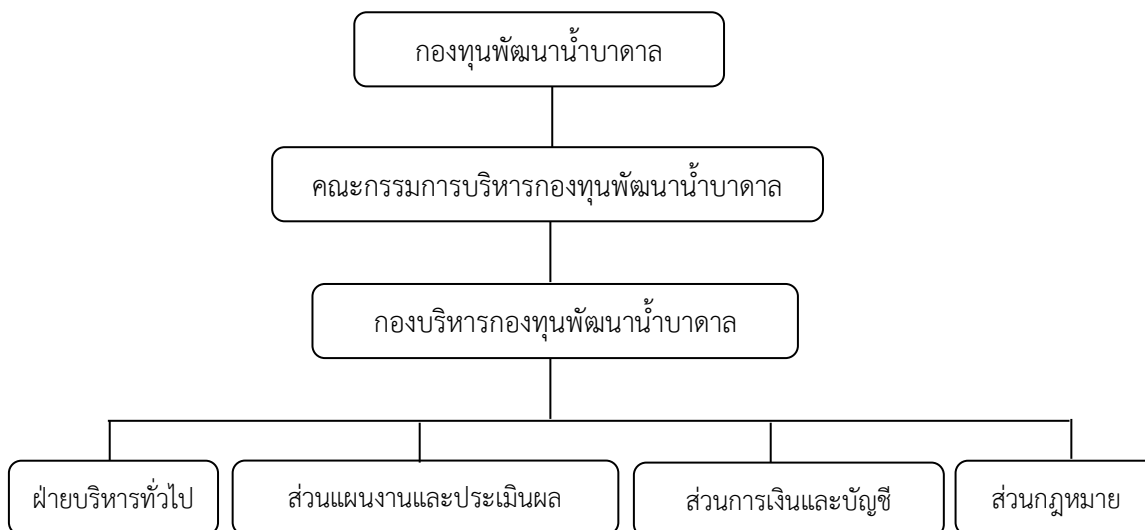 กองทุนพัฒนาน้ำบาดาล
คณะกรรมการบริหารกองทุนพัฒนาน้ำบาดาล
กองบริหารกองทุนพัฒนาน้ำบาดาล
ฝ่ายบริหารทั่วไป
ส่วนแผนงานและประเมินผล
ส่วนการเงินและบัญชี
ส่วนกฎหมาย